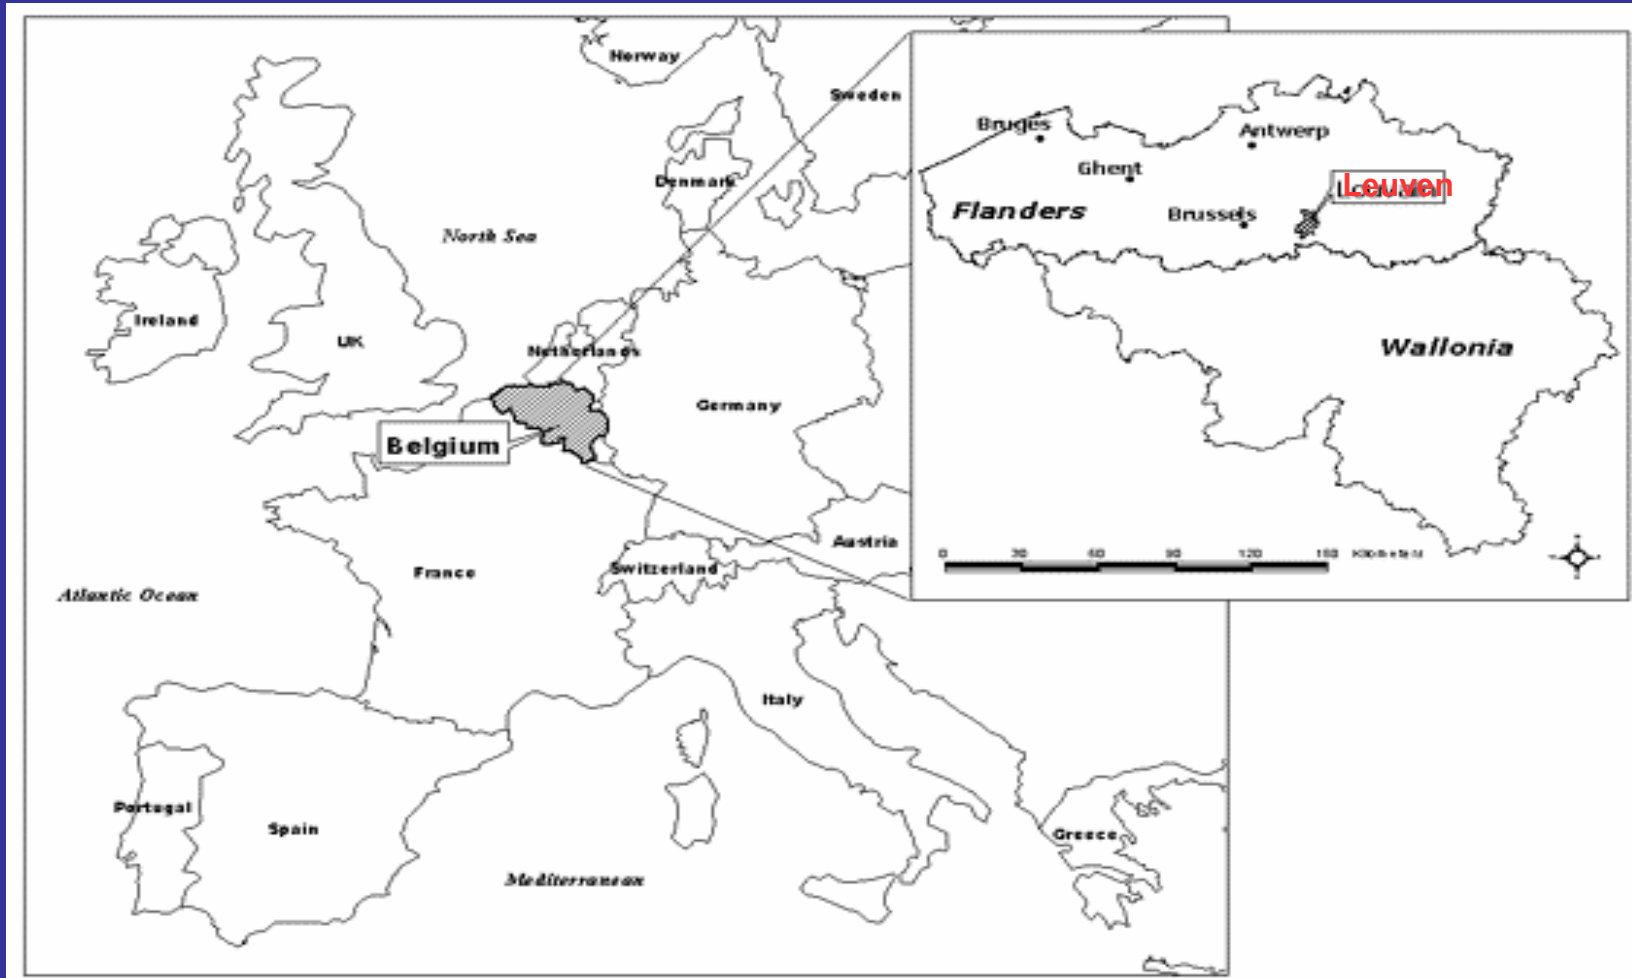 Norway
Sweden
Denmark
North Sea
Ireland
UK
Netherlands
Germany
Belgium
Austria
Switzerland
France
Atlantic Ocean
Italy
Portugal
Spain
Greece
Mediterranean
Bruges
Antwerp
Ghent
Leuven
Flanders
Brussels
Wallonia
0 30 60 90 120 150 Kilometers